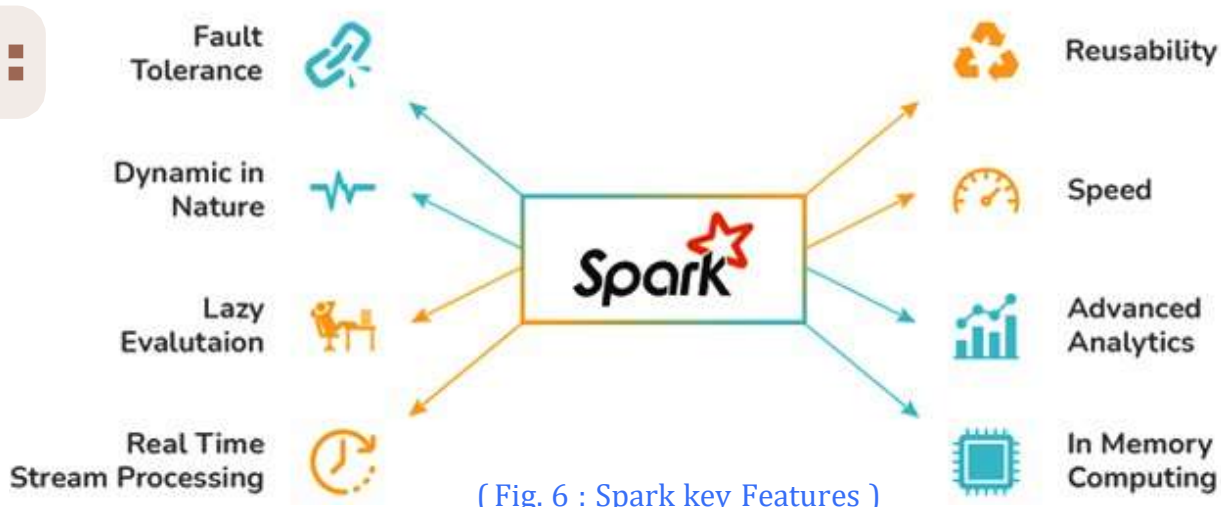 Fault
Tolerance
Dynamic in
Nature
Lazy
Evalutaion
Real Time
Stream Processing
Spark
Reusability
Speed
Advanced
Analytics
In Memory
Computing
( Fig. 6 : Spark key Features )